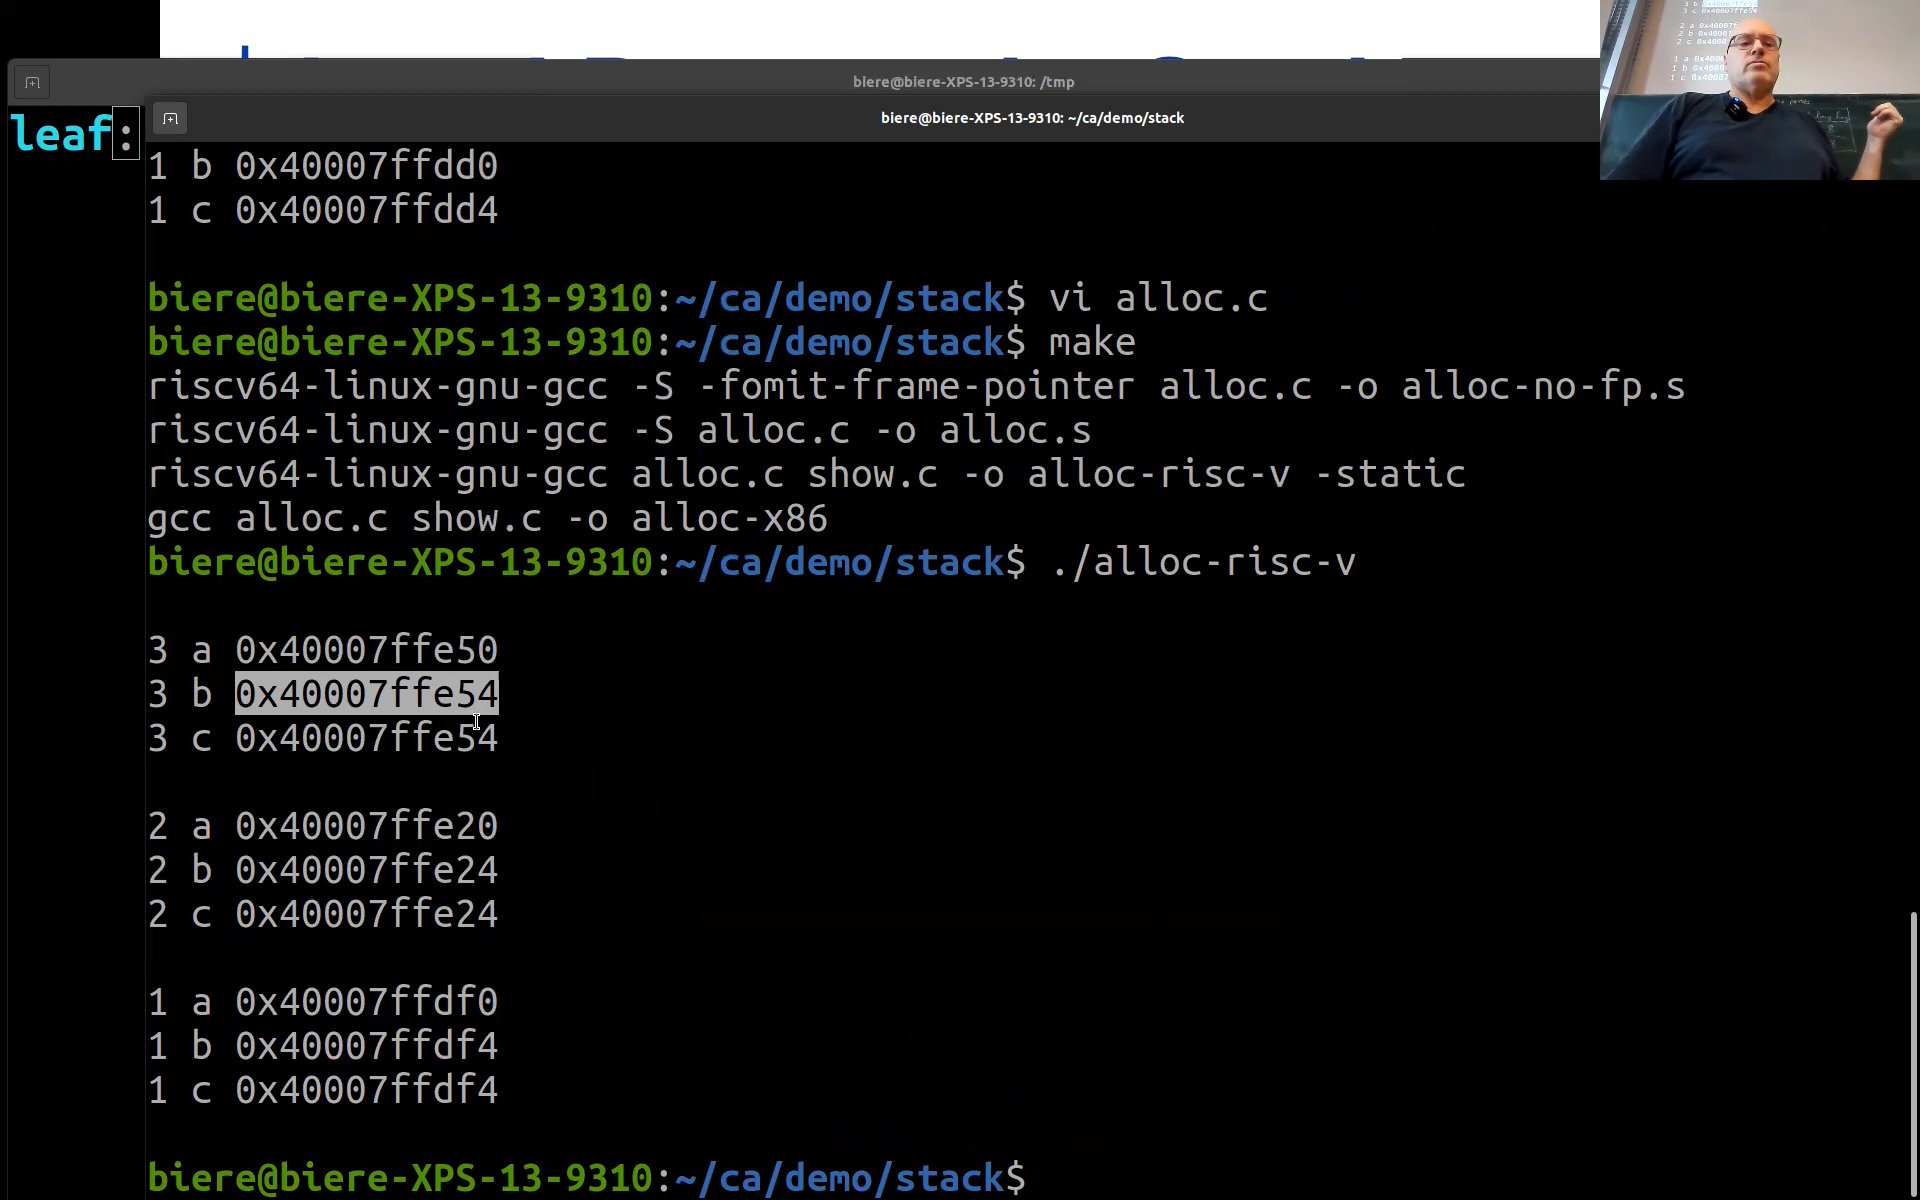 biere@biere-XPS-13-9310: /tmp
biere@biere-XPS-13-9310: ~/ca/demo/stack
leaf:
1 b 0x40007ffdd0
1 c 0x40007ffdd4
biere@biere-XPS-13-9310:~/ca/demo/stack$ vi alloc.c
biere@biere-XPS-13-9310:~/ca/demo/stack$ make
riscv64-linux-gnu-gcc -S -fomit-frame-pointer alloc.c -o alloc-no-fp.s
riscv64-linux-gnu-gcc -S alloc.c -o alloc.s
riscv64-linux-gnu-gcc alloc.c show.c -o alloc-risc-v -static
gcc alloc.c show.c -o alloc-x86
biere@biere-XPS-13-9310:~/ca/demo/stack$ ./alloc-risc-v
3 a 0x40007ffe50
3 b 0x40007ffe54
3 c 0x40007ffe54
2 a 0x40007ffe20
2 b 0x40007ffe24
2 c 0x40007ffe24
1 a 0x40007ffdf0
1 b 0x40007ffdf4
1 c 0x40007ffdf4
biere@biere-XPS-13-9310:~/ca/demo/stack$